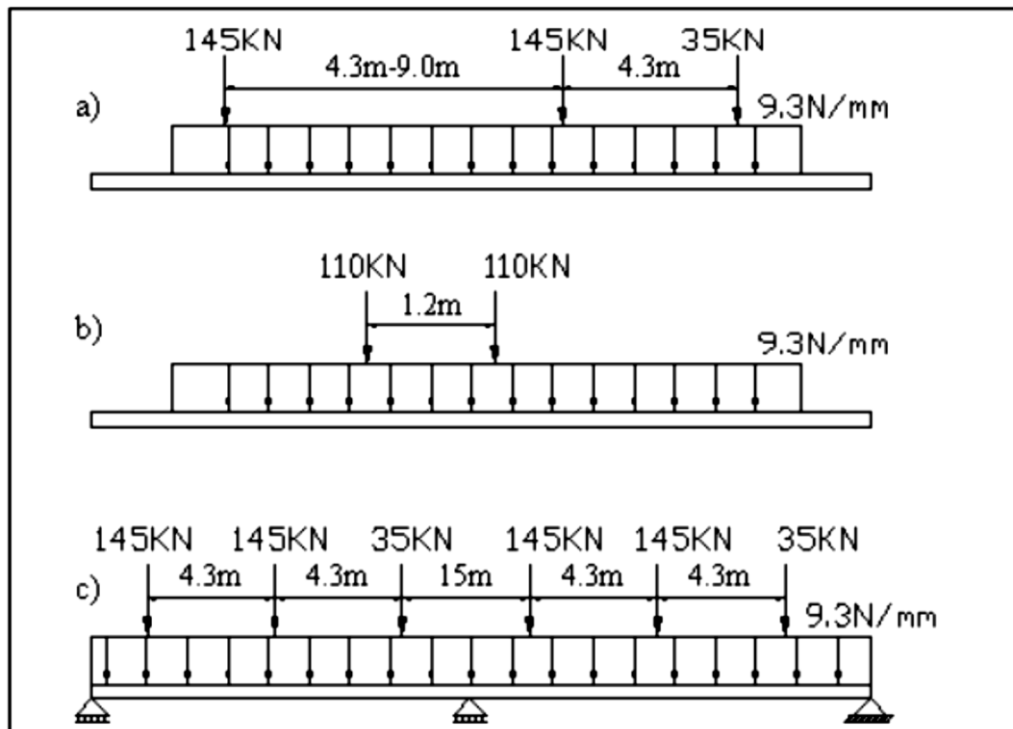 145KN 145KN 35KN
4.3m-9.0m 4.3m
a) 9.3N/mm
110KN 110KN
1.2m
b) 9.3N/mm
145KN 145KN 35KN 145KN 145KN 35KN
4.3m 4.3m 15m 4.3m 4.3m
c) 9.3N/mm